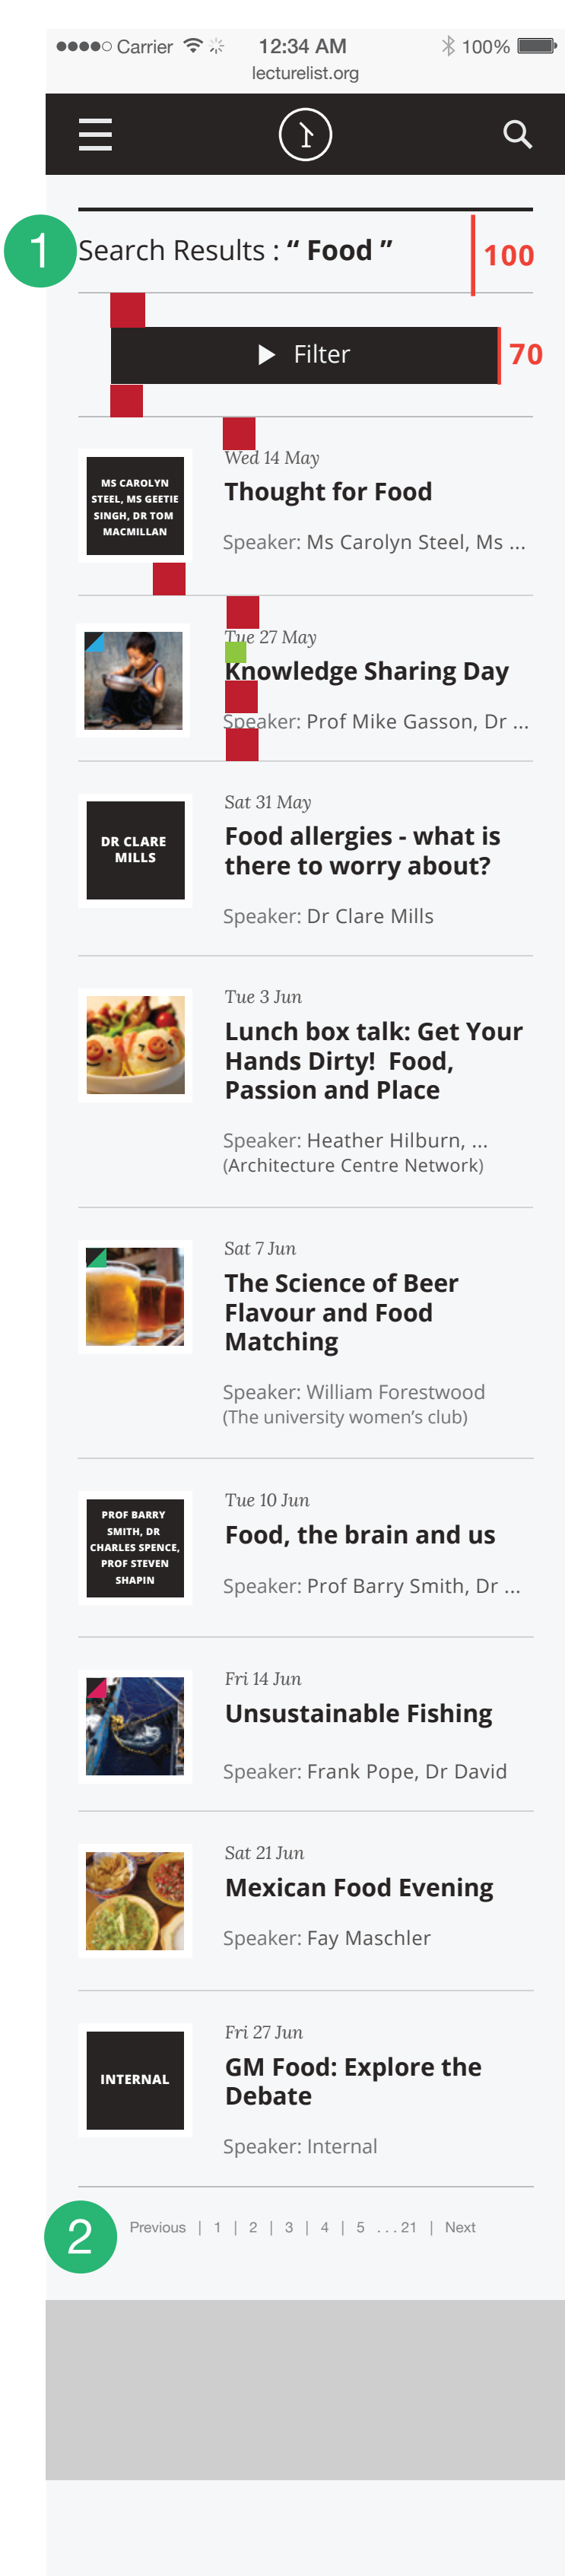 Carrier 12:34 AM 100%
lecturelist.org
1
Search Results : “ Food ”
100
Filter
70
MS CAROLYN
STEEL, MS GEETIE
SINGH, DR TOM
MACMILLAN
Wed 14 May
Thought for Food
Speaker: Ms Carolyn Steel, Ms ...
Tue 27 May
Knowledge Sharing Day
Speaker: Prof Mike Gasson, Dr ...
DR CLARE
MILLS
Sat 31 May
Food allergies - what is
there to worry about?
Speaker: Dr Clare Mills
Tue 3 Jun
Lunch box talk: Get Your
Hands Dirty! Food,
Passion and Place
Speaker: Heather Hilburn, ...
(Architecture Centre Network)
Sat 7 Jun
The Science of Beer
Flavour and Food
Matching
Speaker: William Forestwood
(The university women’s club)
PROF BARRY
SMITH, DR
CHARLES SPENCE,
PROF STEVEN
SHAPIN
Tue 10 Jun
Food, the brain and us
Speaker: Prof Barry Smith, Dr ...
Fri 14 Jun
Unsustainable Fishing
Speaker: Frank Pope, Dr David
Sat 21 Jun
Mexican Food Evening
Speaker: Fay Maschler
INTERNAL
Fri 27 Jun
GM Food: Explore the
Debate
Speaker: Internal
2
Previous | 1 | 2 | 3 | 4 | 5 ... 21 | Next